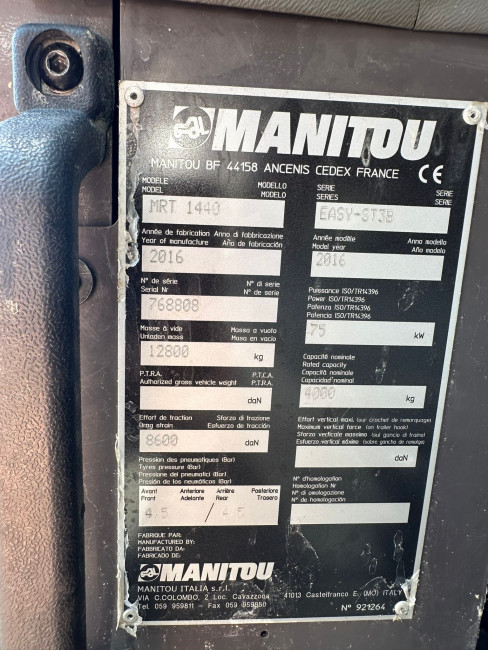 MANITOU
MANITOU BF 44158 ANCENIS CEDEX FRANCE CE
MODELE MODELLO
MODEL MODELO
MRT 1440
SERIE SERIE
SERIES SERIE
EASY-ST3B
Année de fabrication Anno di fabbricazione
Year of manufacture Año de fabricación
2016
Année modèle Anno modello
Model year Año modelo
2016
N° de série N° di serie
Serial Nr N° de serie
768808
Puissance ISO/TR14396
Power ISO/TR14396
Potenza ISO/TR14396
Potencia ISO/TR14396
75 kW
Masse à vide Massa a vuoto
Unladen mass Masa en vacio
12800 kg
Capacité nominale
Rated capacity
Capacità nominale
Capacidad nominal
4000 kg
P.T.R.A. P.T.C.A.
Authorized gross vehicle weight P.T.R.A.
daN
Effort de traction Sforzo di trazione
Drag strain Esfuerzo de tracción
8600 daN
Effort vertical maxi. (sur crochet de remorquage)
Maximum vertical force (on trailer hook)
Sforzo verticale massimo (sul gancio di traino)
Esfuerzo vertical máximo (sobre gancho de remolque)
daN
Pression des pneumatiques (Bar)
Tyres pressure (Bar)
Pressione dei pneumatici (Bar)
Presión de los neumáticos (Bar)
Avant Anteriore Arrière Posteriore
Front Adelante Rear Trasero
4.5 / 4.5
N° d'homologation
Homologation Nr
N° di omologazione
N° de homologación
FABRIQUE PAR:
MANUFACTURED BY:
FABBRICATO DA:
FABRICADO DE:
MANITOU
MANITOU ITALIA s.r.l.
VIA C.COLOMBO, 2 Loc. Cavazzona 41013 Castelfranco E. (MO) ITALY
Tel 059 959811 - Fax 059 959850 N° 921264